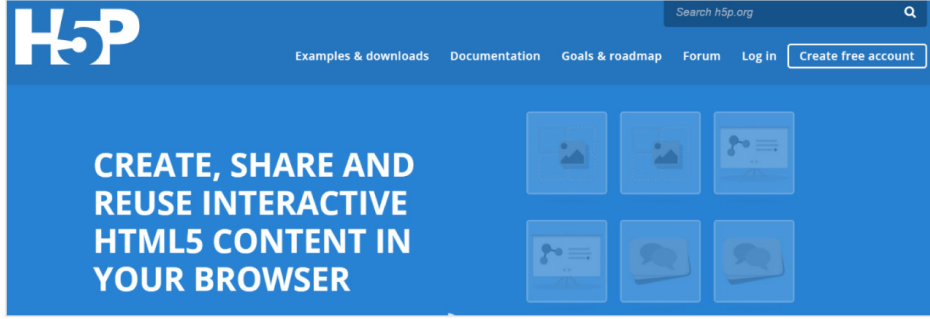 H5P
Search h5p.org
Examples & downloads Documentation Goals & roadmap Forum Log in Create free account
CREATE, SHARE AND
REUSE INTERACTIVE
HTML5 CONTENT IN
YOUR BROWSER